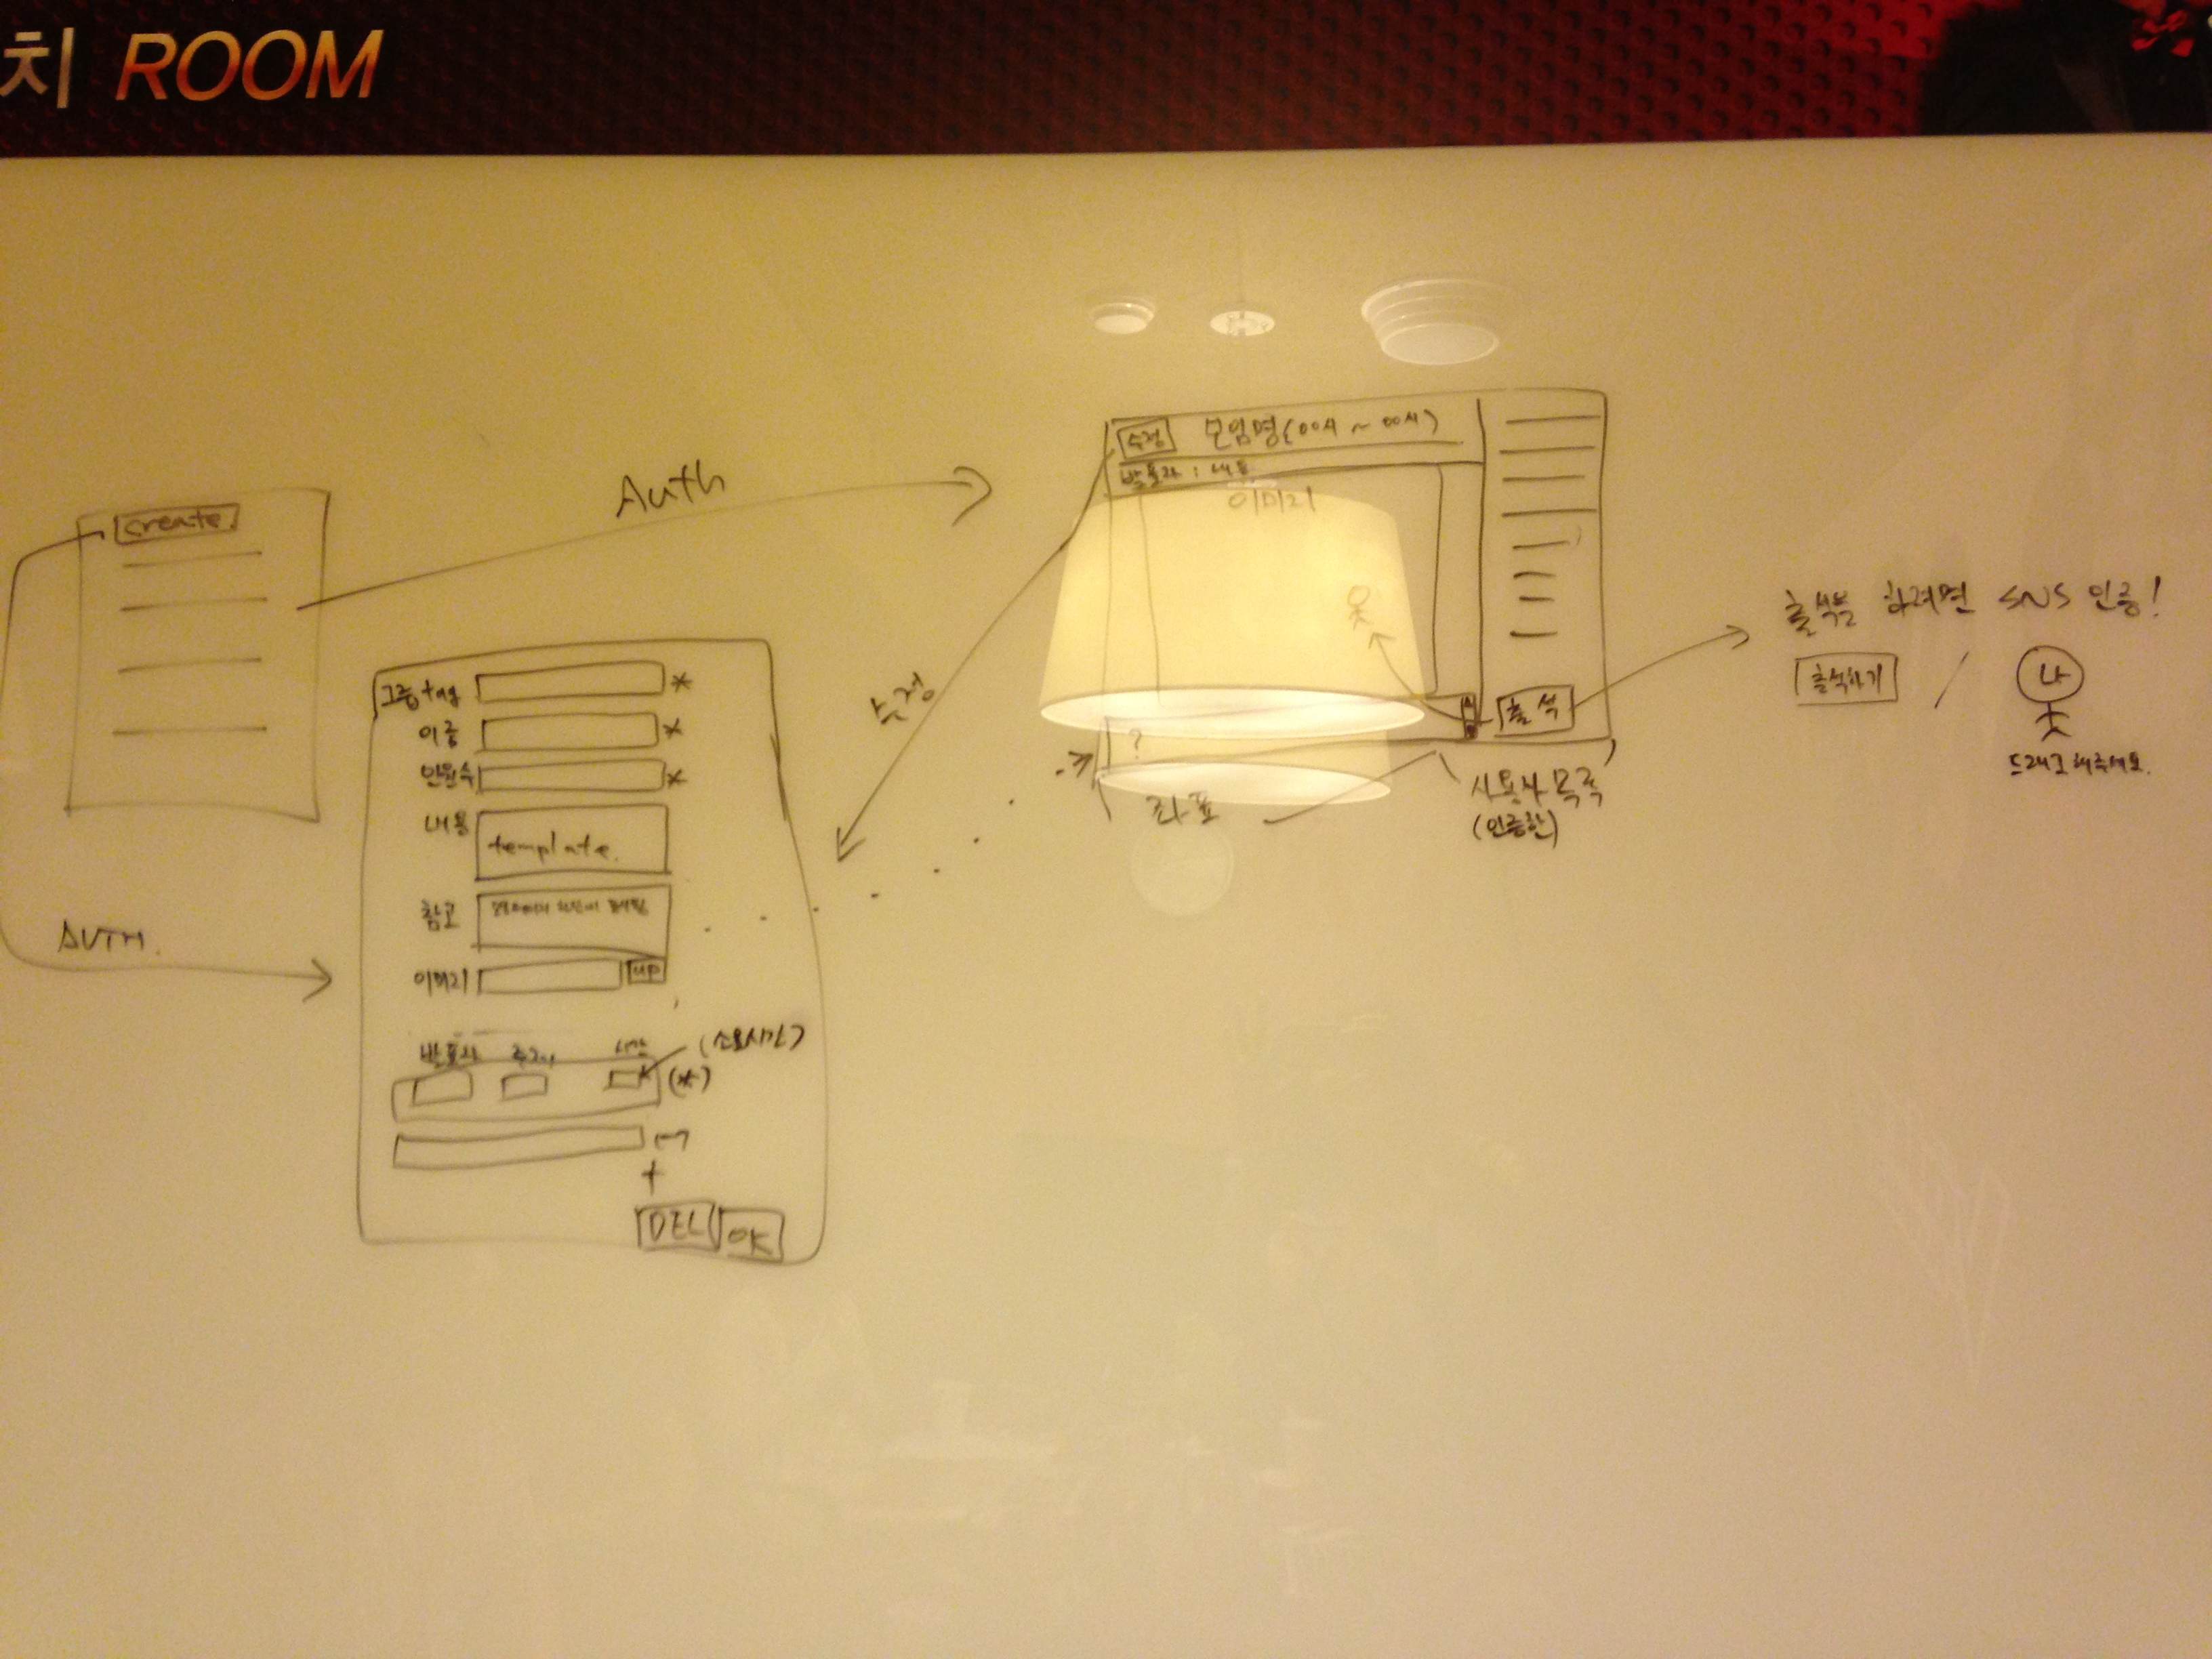 치 ROOM
create
Auth
AUTH.
그룹 tag *
이름 *
인원수 *
내용 template.
참고
이미지 up
발표자 주제 시간 (소요시간)
(*)
(-)
+
DEL OK
수정
수정 모임명(00시 ~ 00시)
발표자 : 내용
이미지
출석
?
좌표
사용자 목록
(인증한)
출석을 하려면 SNS 인증!
출석하기 / 나
드래그 해주세요.